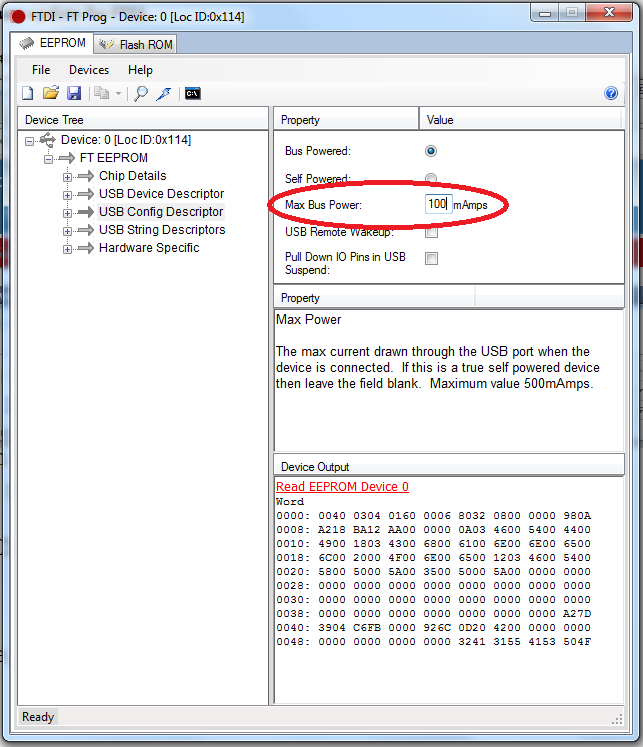 FTDI - FT Prog - Device: 0 [Loc ID:0x114]
EEPROM
Flash ROM
File Devices Help
C:\
Device Tree
Device: 0 [Loc ID:0x114]
FT EEPROM
Chip Details
USB Device Descriptor
USB Config Descriptor
USB String Descriptors
Hardware Specific
Property Value
Bus Powered:
Self Powered:
Max Bus Power: 100 mAmps
USB Remote Wakeup:
Pull Down IO Pins in USB
Suspend:
Property
Max Power
The max current drawn through the USB port when the
device is connected. If this is a true self powered device
then leave the field blank. Maximum value 500mAmps.
Device Output
Read EEPROM Device 0
Word
0000: 0040 0304 0160 0006 8032 0800 0000 980A
0008: A218 BA12 AA00 0000 0A03 4600 5400 4400
0010: 4900 1803 4300 6800 6100 6E00 6E00 6500
0018: 6C00 2000 4F00 6E00 6500 1203 4600 5400
0020: 5800 5000 5A00 3500 5000 5A00 0000 0000
0028: 0000 0000 0000 0000 0000 0000 0000 0000
0030: 0000 0000 0000 0000 0000 0000 0000 0000
0038: 0000 0000 0000 0000 0000 0000 0000 A27D
0040: 3904 C6FB 0000 926C 0D20 4200 0000 0000
0048: 0000 0000 0000 0000 3241 3155 4153 504F
Ready